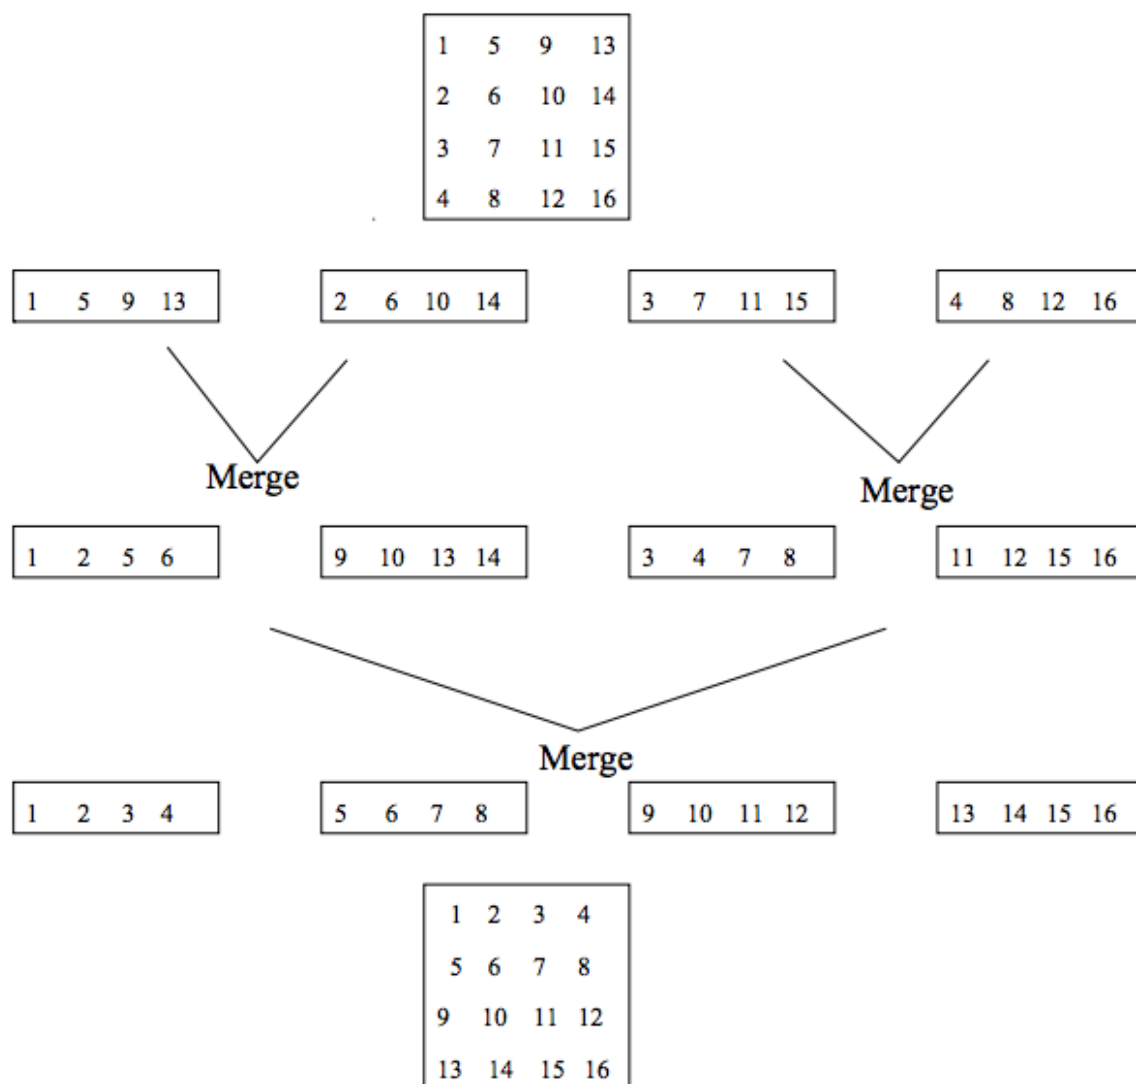 1 5 9 13
2 6 10 14
3 7 11 15
4 8 12 16
1 5 9 13 2 6 10 14 3 7 11 15 4 8 12 16
Merge Merge
1 2 5 6 9 10 13 14 3 4 7 8 11 12 15 16
Merge
1 2 3 4 5 6 7 8 9 10 11 12 13 14 15 16
1 2 3 4
5 6 7 8
9 10 11 12
13 14 15 16